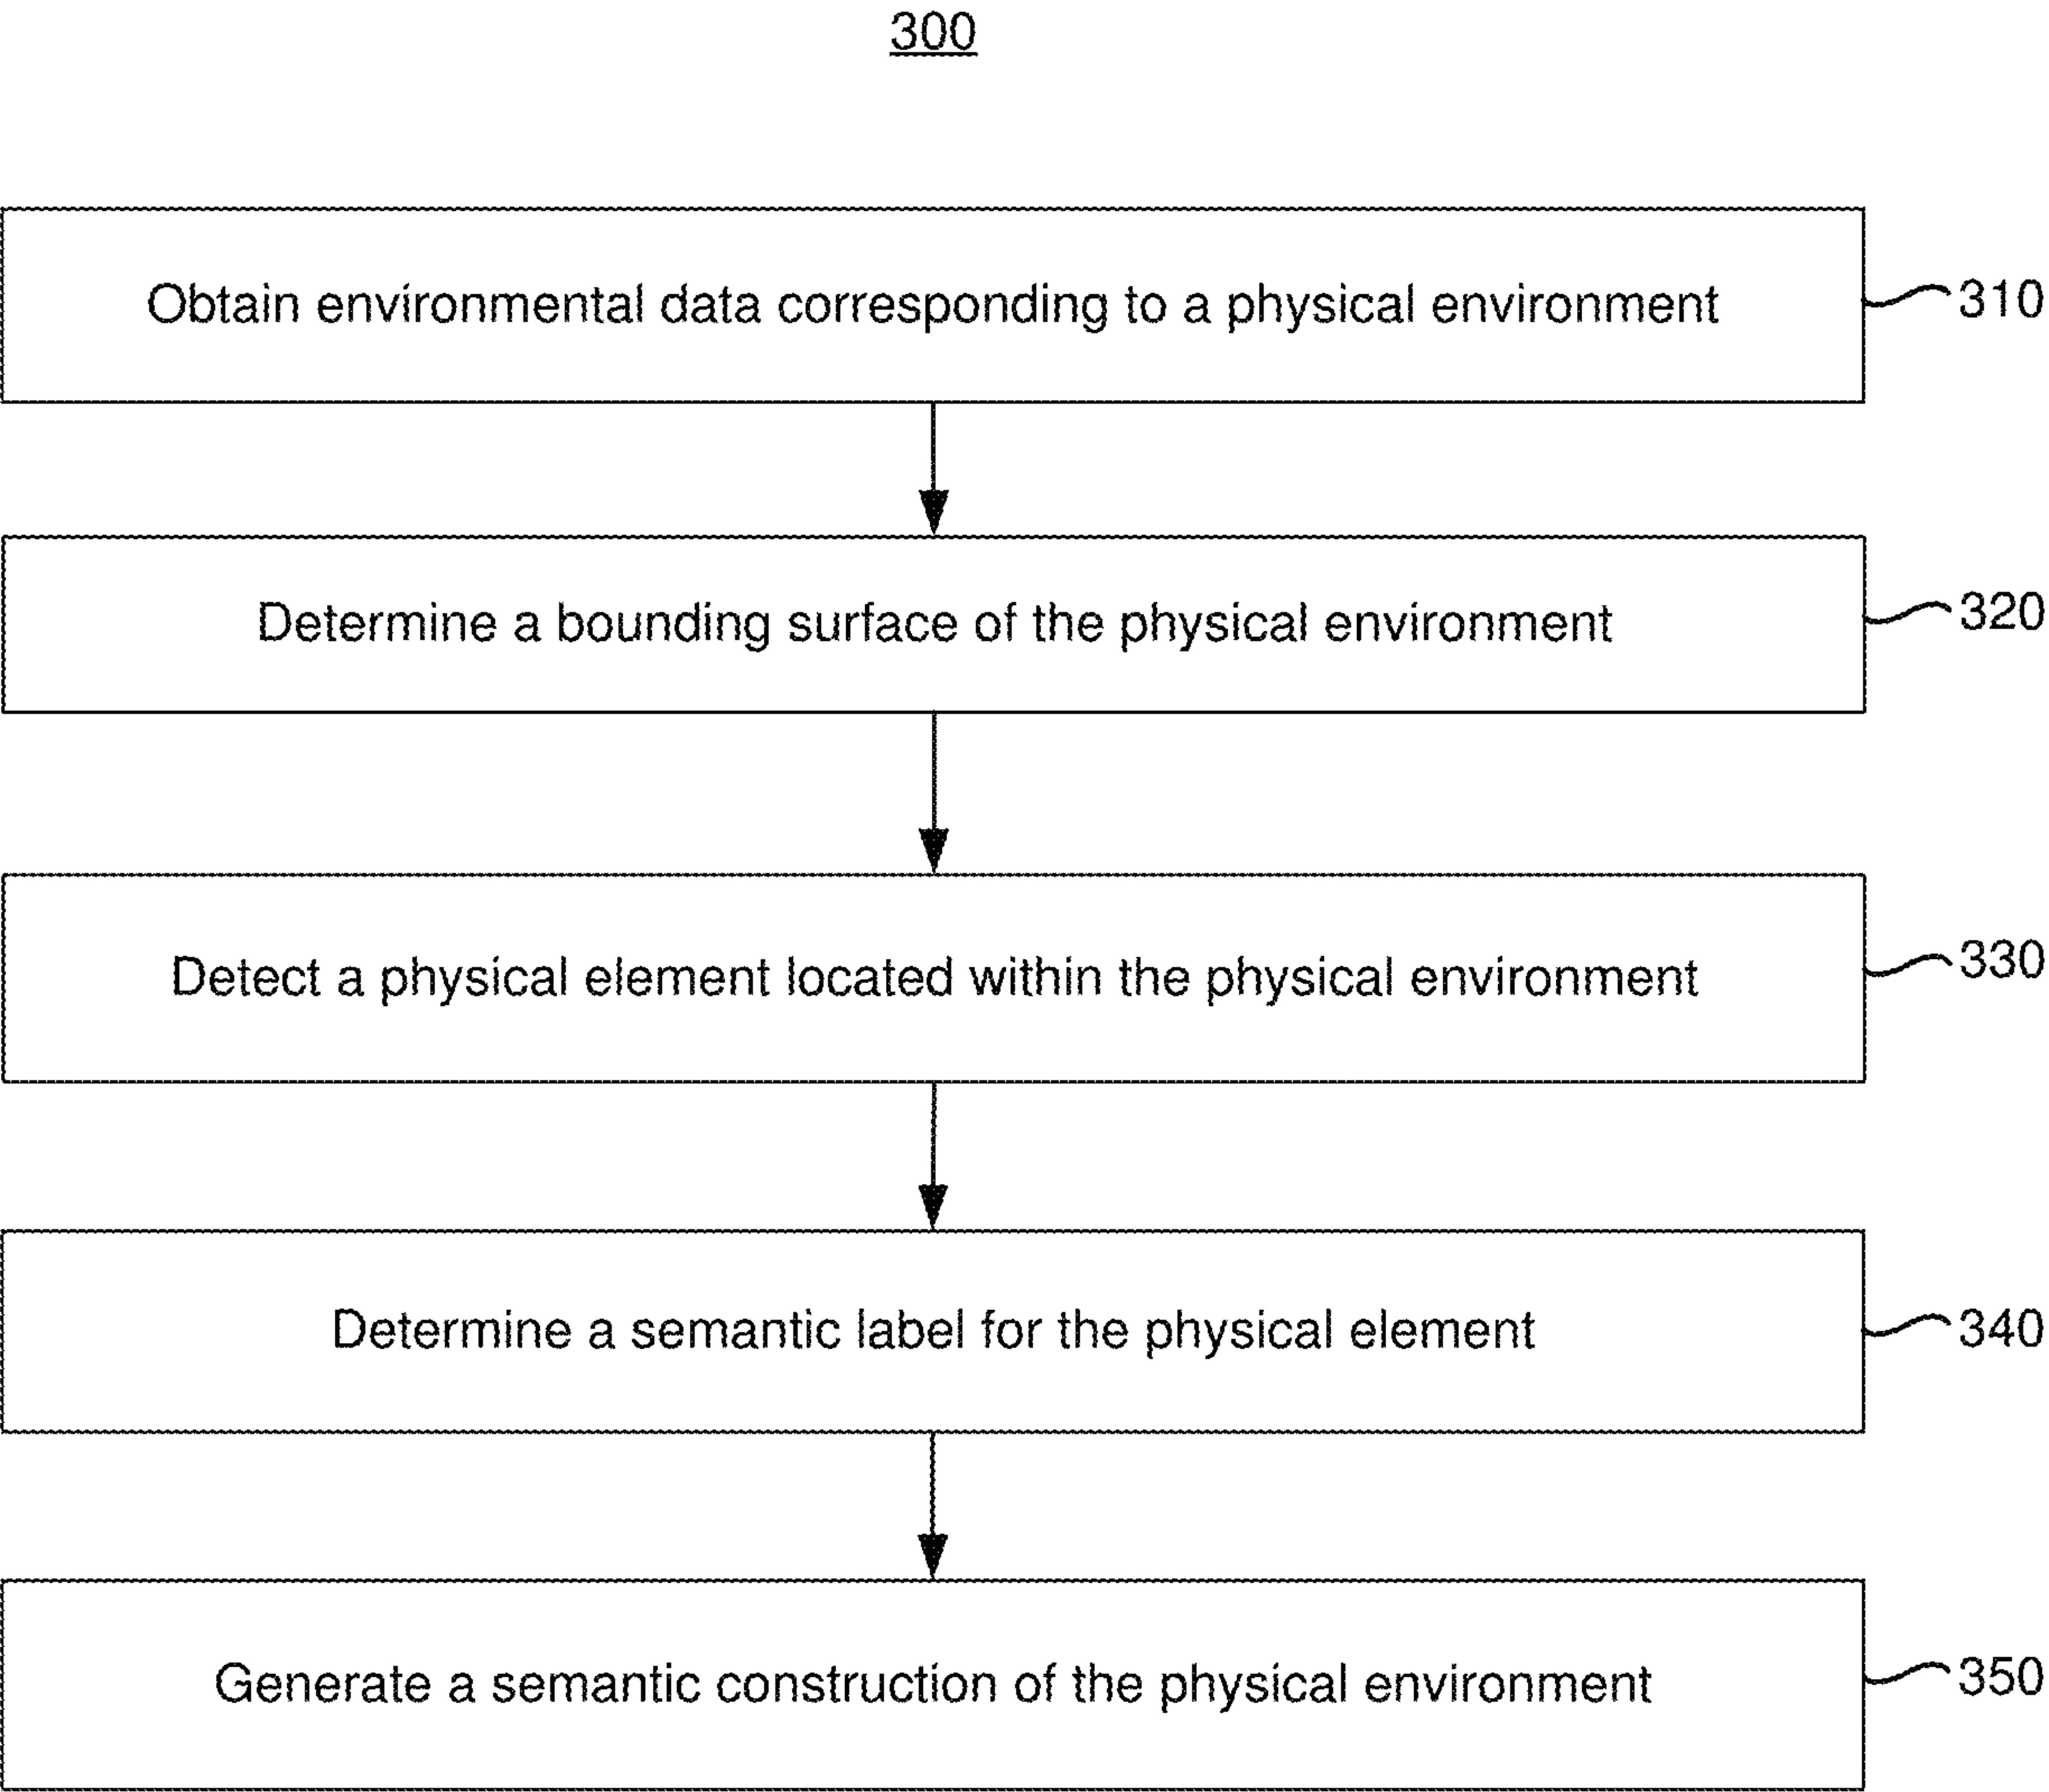 300
Obtain environmental data corresponding to a physical environment
310
Determine a bounding surface of the physical environment
320
Detect a physical element located within the physical environment
330
Determine a semantic label for the physical element
340
Generate a semantic construction of the physical environment
350